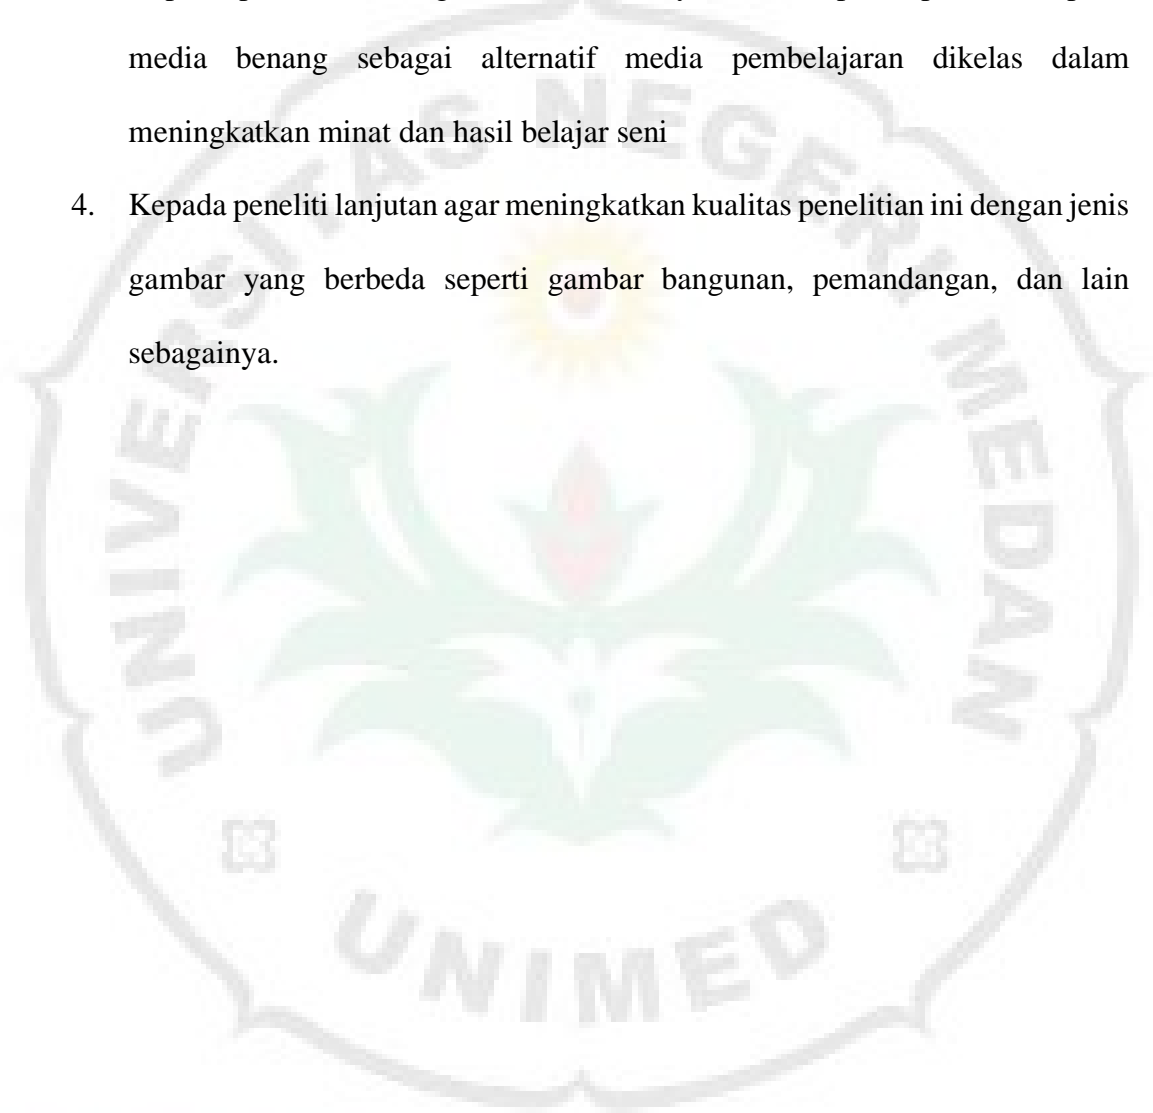 media benang sebagai alternatif media pembelajaran dikelas dalam
meningkatkan minat dan hasil belajar seni
4. Kepada peneliti lanjutan agar meningkatkan kualitas penelitian ini dengan jenis
gambar yang berbeda seperti gambar bangunan, pemandangan, dan lain
sebagainya.
UNIVERSITAS NEGERI MEDAN
UNIMED